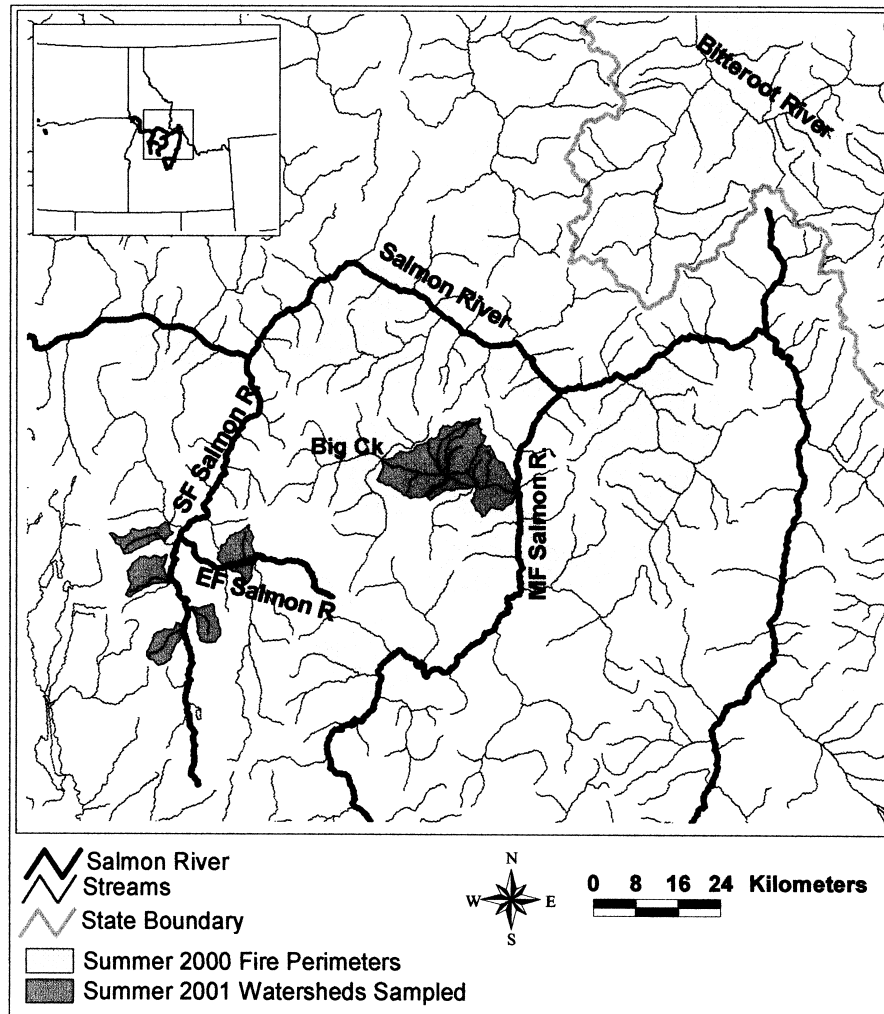 Bitteroot River
Salmon River
SF Salmon R.
Big Ck
MF Salmon R.
EF Salmon R
Salmon River
Streams
State Boundary
Summer 2000 Fire Perimeters
Summer 2001 Watersheds Sampled
N
W E
S
0 8 16 24 Kilometers